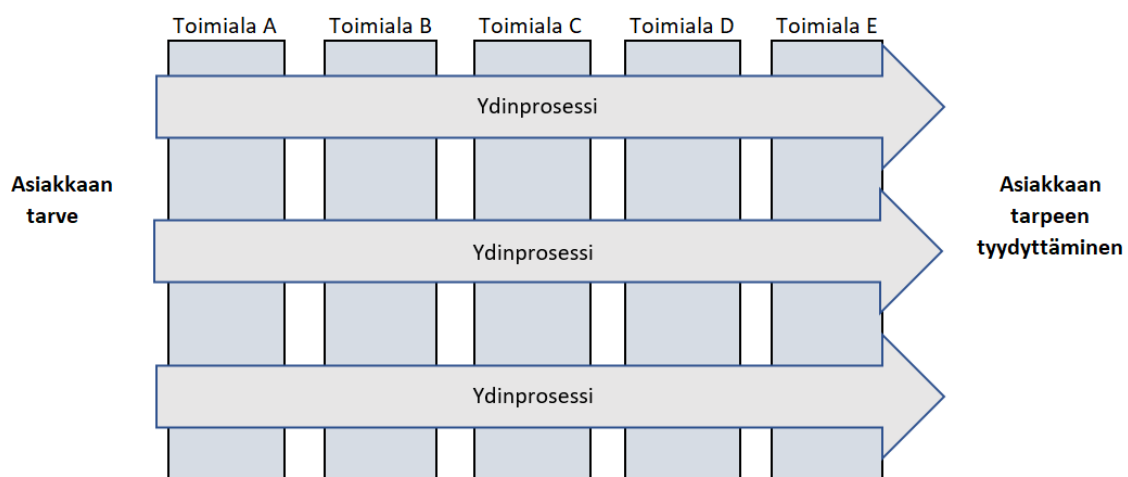 Toimiala A
Toimiala B
Toimiala C
Toimiala D
Toimiala E
Ydinprosessi
Asiakkaan
tarve
Ydinprosessi
Asiakkaan
tarpeen
tyydyttäminen
Ydinprosessi